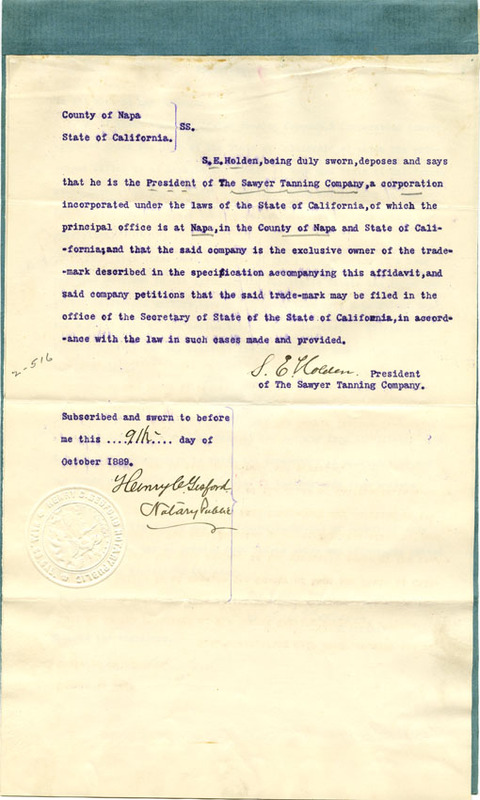 County of Napa
SS.
State of California.
S.E.Holden,being duly sworn,deposes and says
that he is the President of The Sawyer Tanning Company,a corporation
incorporated under the laws of the State of California,of which the
principal office is at Napa,in the County of Napa and State of Cali-
-fornia;and that the said company is the exclusive owner of the trade-
-mark described in the specification accompanying this affidavit,and
said company petitions that the said trade-mark may be filed in the
office of the Secretary of State of the State of California,in accord-
-ance with the law in such cases made and provided.
2-516
S. E. Holden. President
of The Sawyer Tanning Company.
Subscribed and sworn to before
me this ....9th.... day of
October 1889.
Henry C Gesford
Notary Public